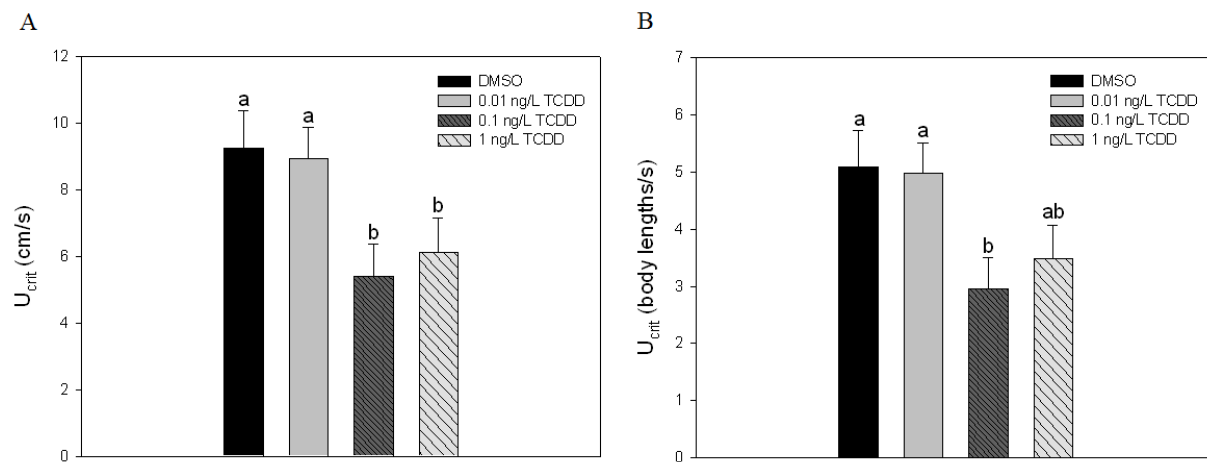 A
U_crit (cm/s)
12
10
8
6
4
2
0
a
a
b
b
DMSO
0.01 ng/L TCDD
0.1 ng/L TCDD
1 ng/L TCDD
B
U_crit (body lengths/s)
7
6
5
4
3
2
1
0
a
a
b
ab
DMSO
0.01 ng/L TCDD
0.1 ng/L TCDD
1 ng/L TCDD